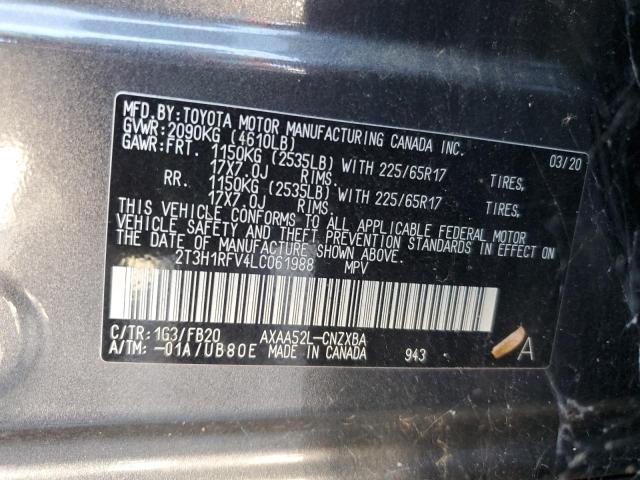 MFD.BY:TOYOTA MOTOR MANUFACTURING CANADA INC.
GVWR:2090KG (4610LB) 03/20
GAWR:FRT. 1150KG (2535LB) WITH 225/65R17 TIRES,
17X7.0J RIMS.
RR. 1150KG (2535LB) WITH 225/65R17 TIRES,
17X7.0J RIMS.
THIS VEHICLE CONFORMS TO ALL APPLICABLE FEDERAL MOTOR
VEHICLE SAFETY AND THEFT PREVENTION STANDARDS IN EFFECT ON
THE DATE OF MANUFACTURE SHOWN ABOVE.
2T3H1RFV4LC061988 MPV
C/TR:1G3/FB20 AXAA52L-CNZXBA
A/TM:-01A/UB80E MADE IN CANADA 943 A